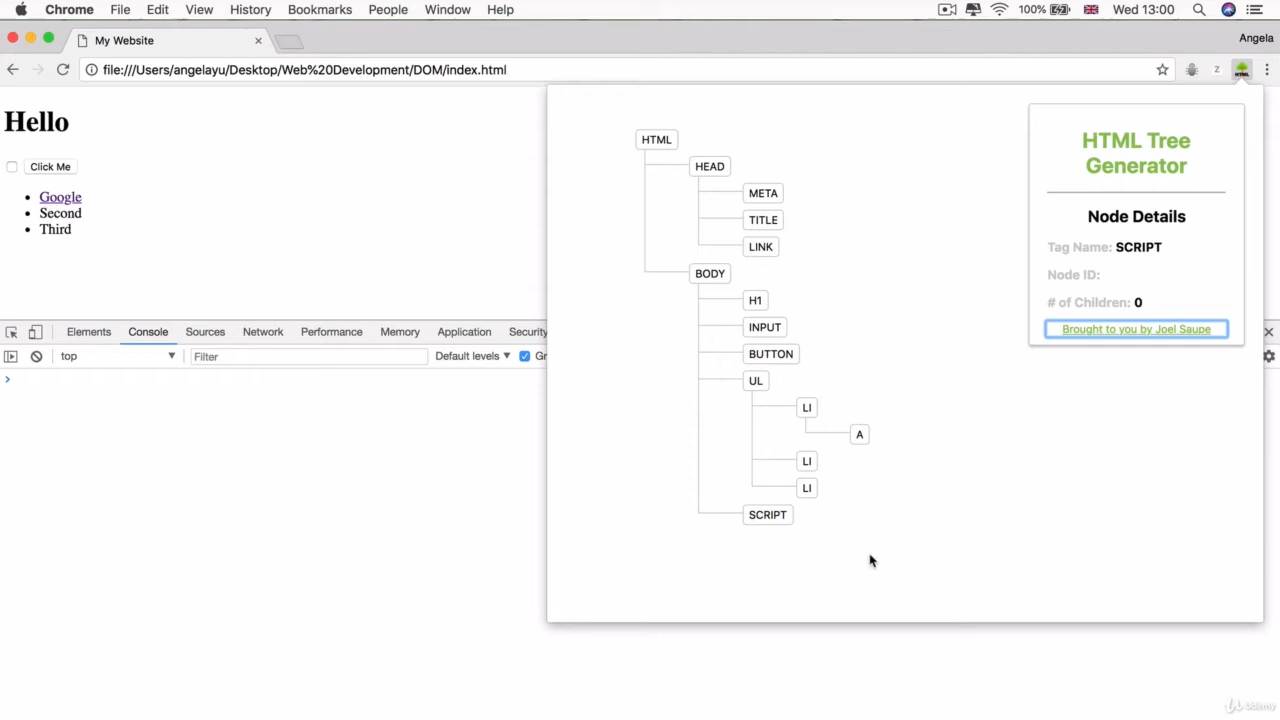 Chrome File Edit View History Bookmarks People Window Help 100% Wed 13:00
My Website Angela
file:///Users/angelayu/Desktop/Web%20Development/DOM/index.html Z HTML
Hello
Click Me
Google
Second
Third
Elements Console Sources Network Performance Memory Application Security
top Filter Default levels Gr
HTML
HEAD
META
TITLE
LINK
BODY
H1
INPUT
BUTTON
UL
LI
A
LI
LI
SCRIPT
HTML Tree
Generator
Node Details
Tag Name: SCRIPT
Node ID:
# of Children: 0
Brought to you by Joel Saupe
Udemy